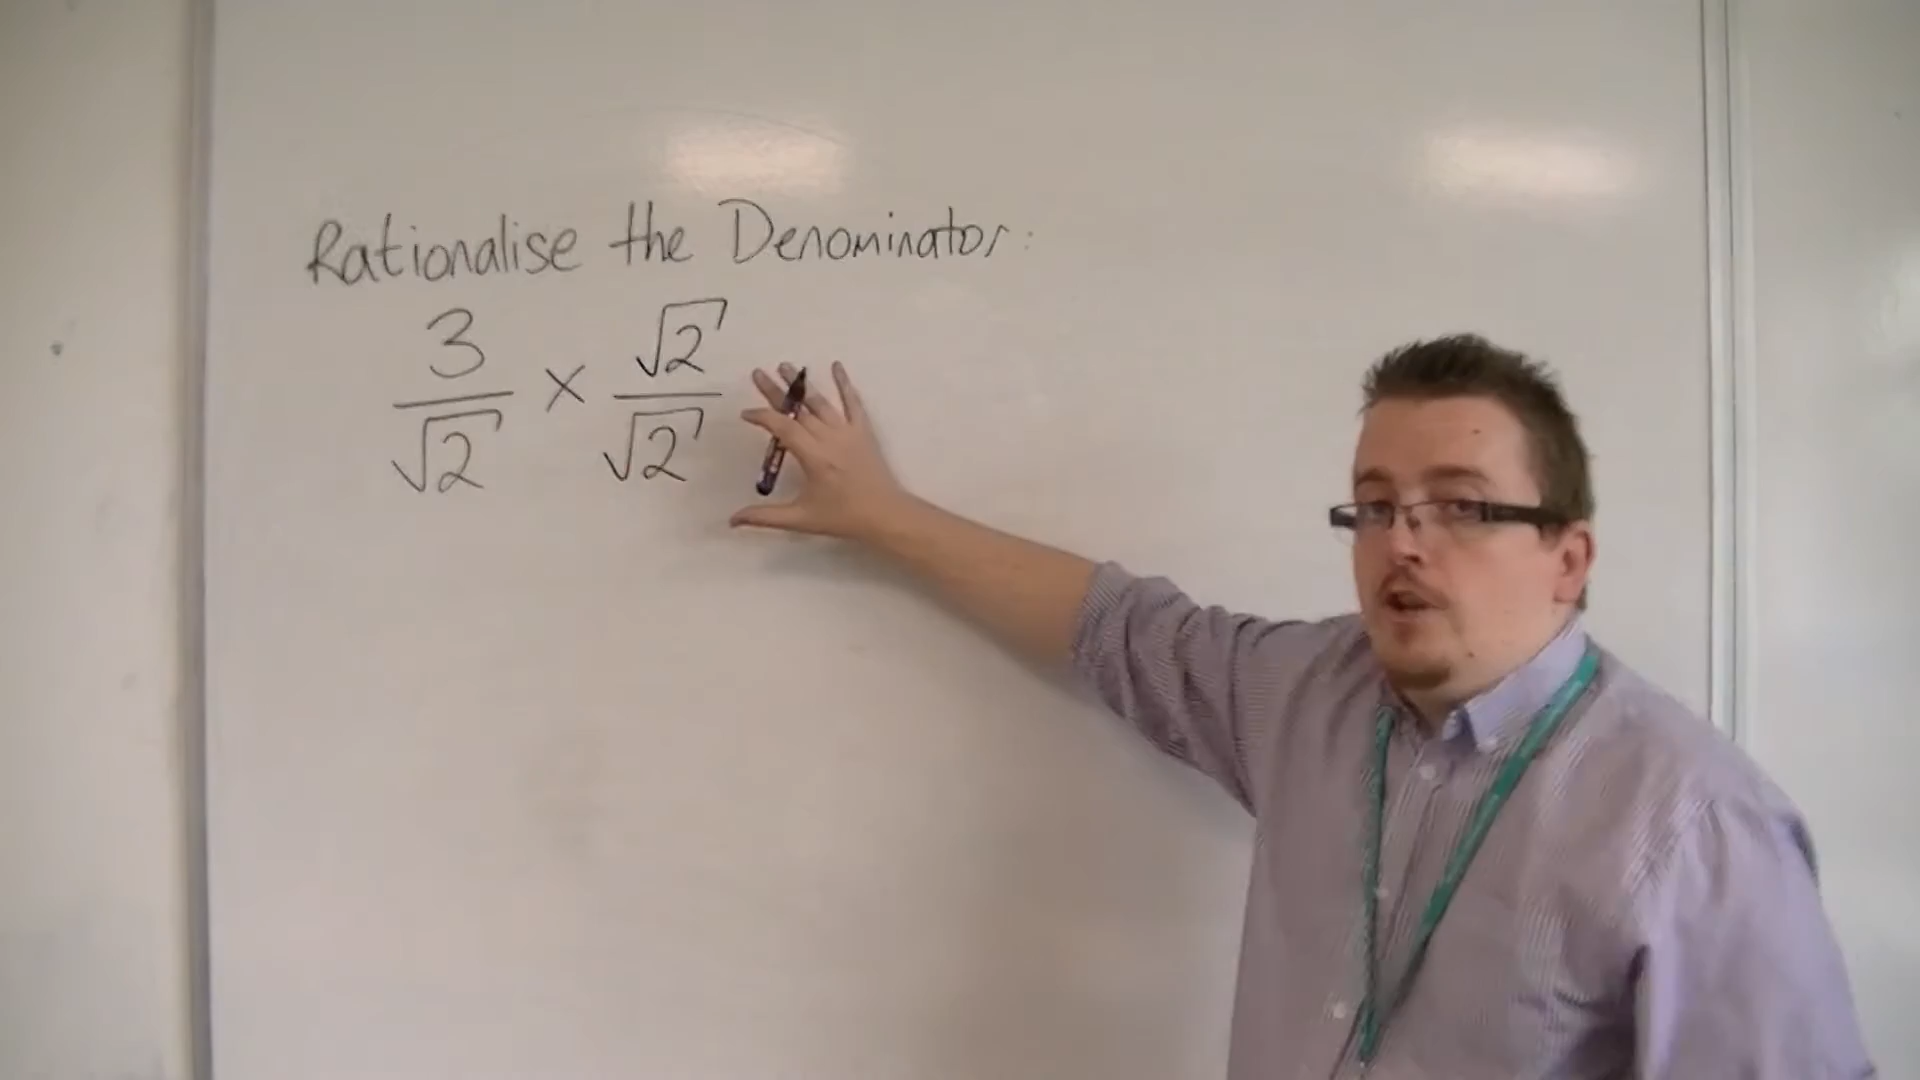 Rationalise the Denominator:
3/√2 × √2/√2